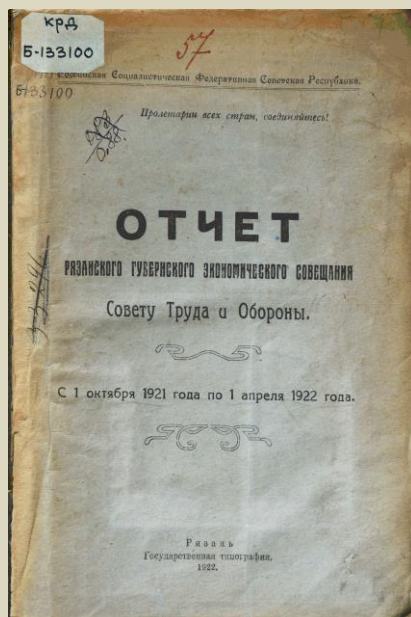 КРД
Б-133100
57
Российская Социалистическая Федеративная Советская Республика.
Б-133100
Пролетарии всех стран, соединяйтесь!
ОТЧЕТ
РЯЗАНСКОГО ГУБЕРНСКОГО ЭКОНОМИЧЕСКОГО СОВЕЩАНИЯ
Совету Труда и Обороны.
С 1 октября 1921 года по 1 апреля 1922 года.
Рязань
Государственная типография.
1922.